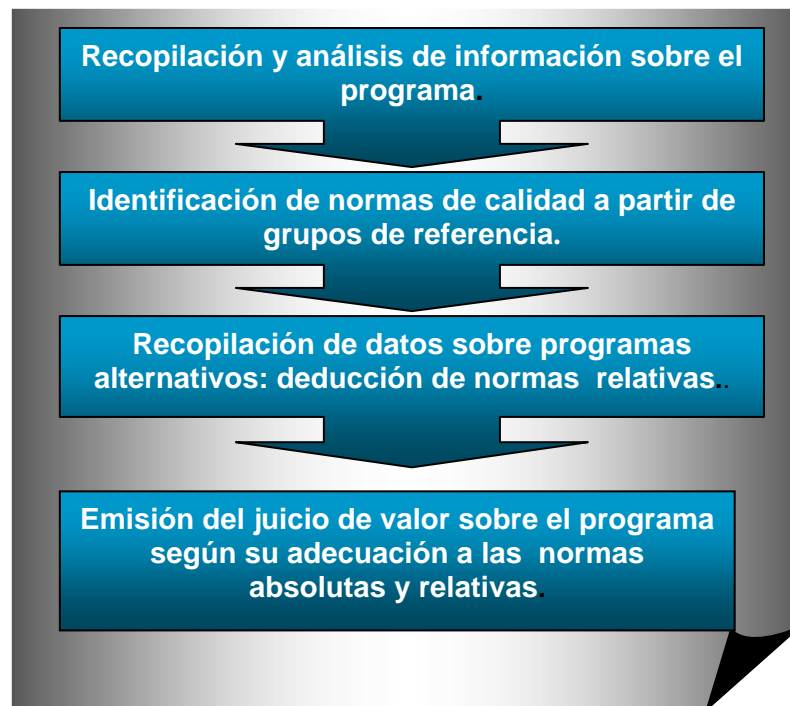 Recopilación y análisis de información sobre el
programa.
Identificación de normas de calidad a partir de
grupos de referencia.
Recopilación de datos sobre programas
alternativos: deducción de normas  relativas..
Emisión del juicio de valor sobre el programa
según su adecuación a las  normas
absolutas y relativas.